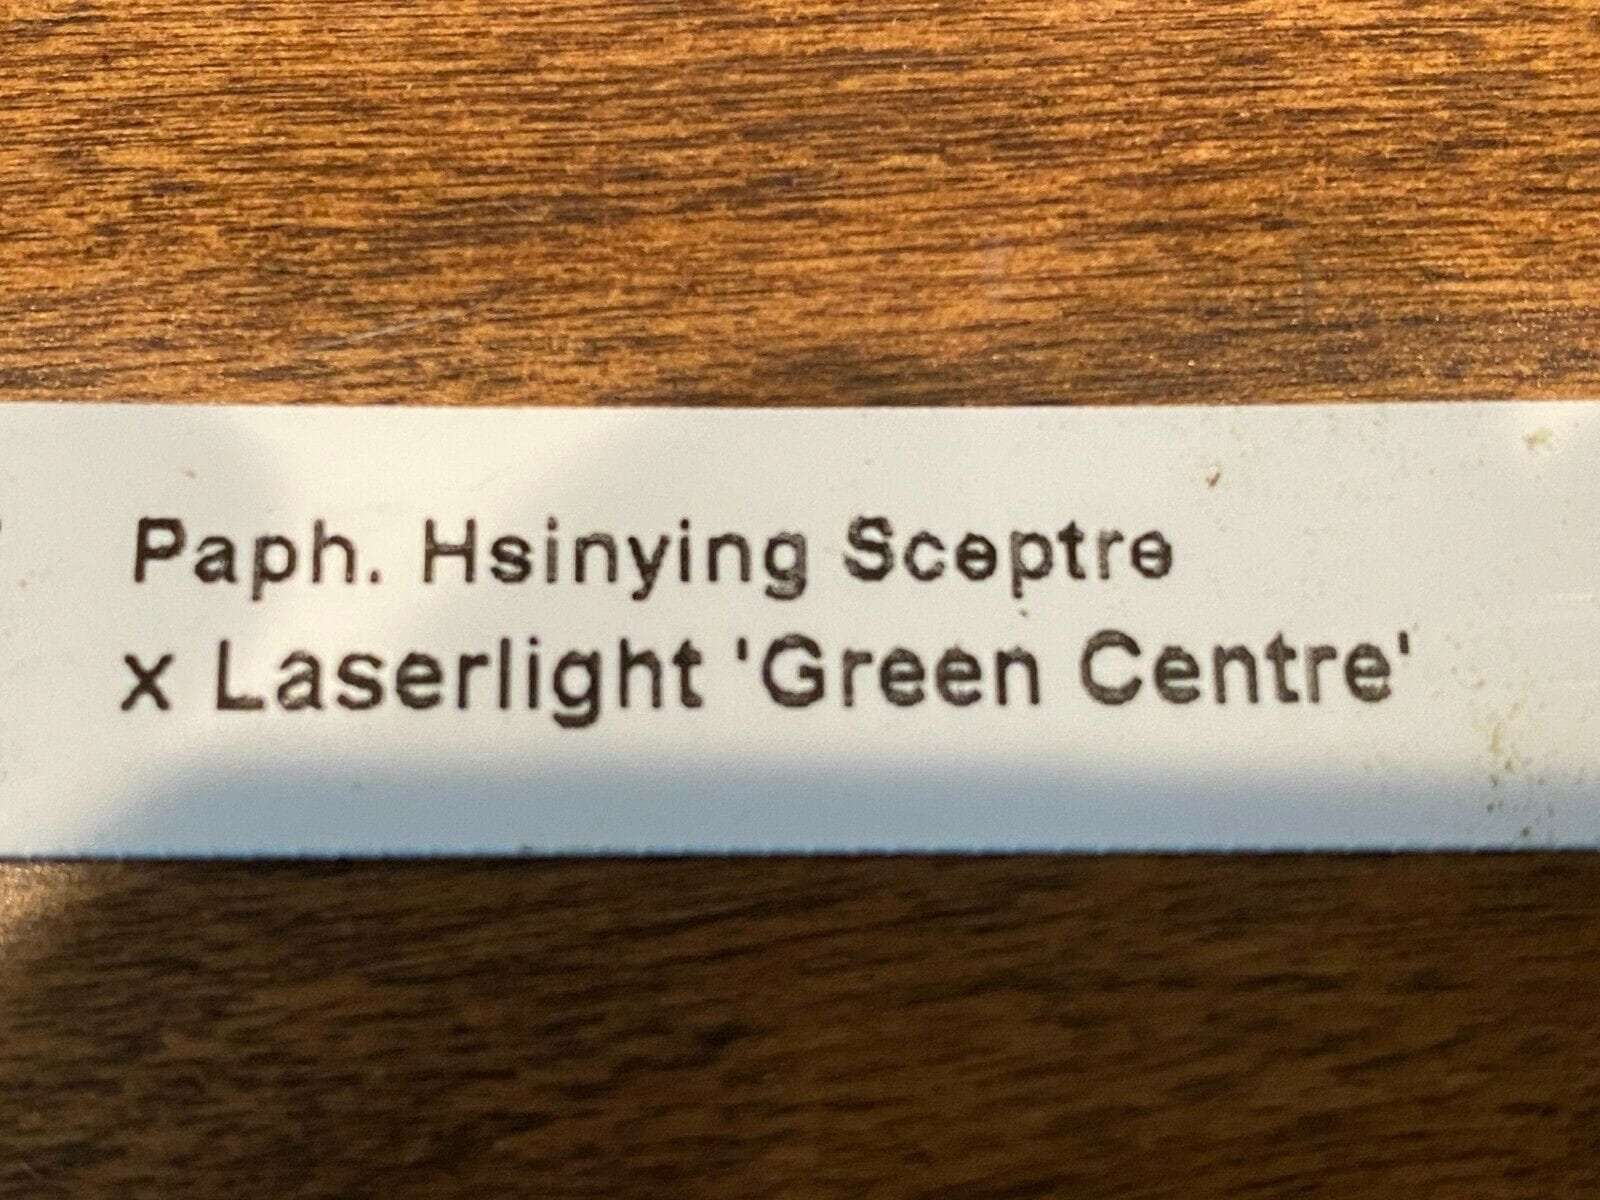 Paph. Hsinying Sceptre
x Laserlight 'Green Centre'